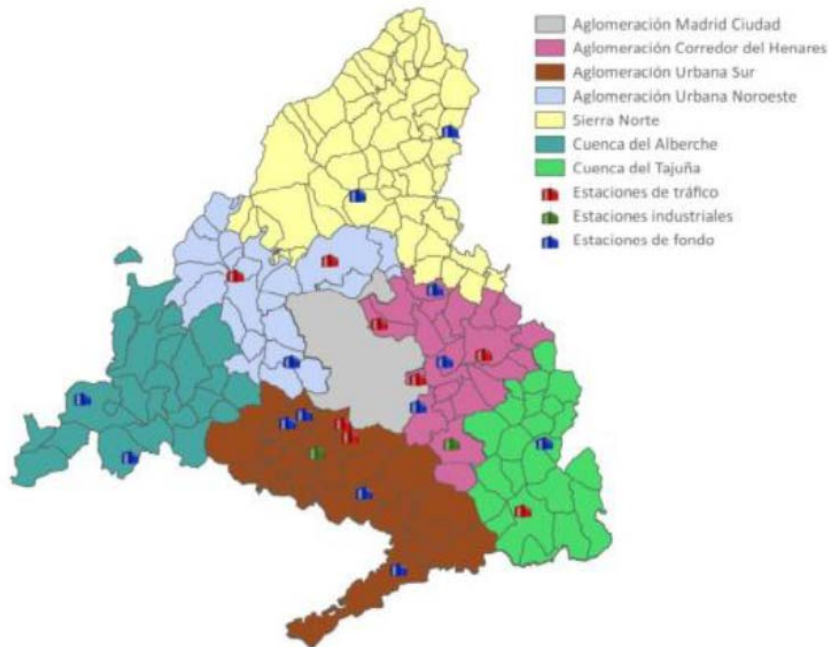 Aglomeración Madrid Ciudad
Aglomeración Corredor del Henares
Aglomeración Urbana Sur
Aglomeración Urbana Noroeste
Sierra Norte
Cuenca del Alberche
Cuenca del Tajuña
Estaciones de tráfico
Estaciones industriales
Estaciones de fondo